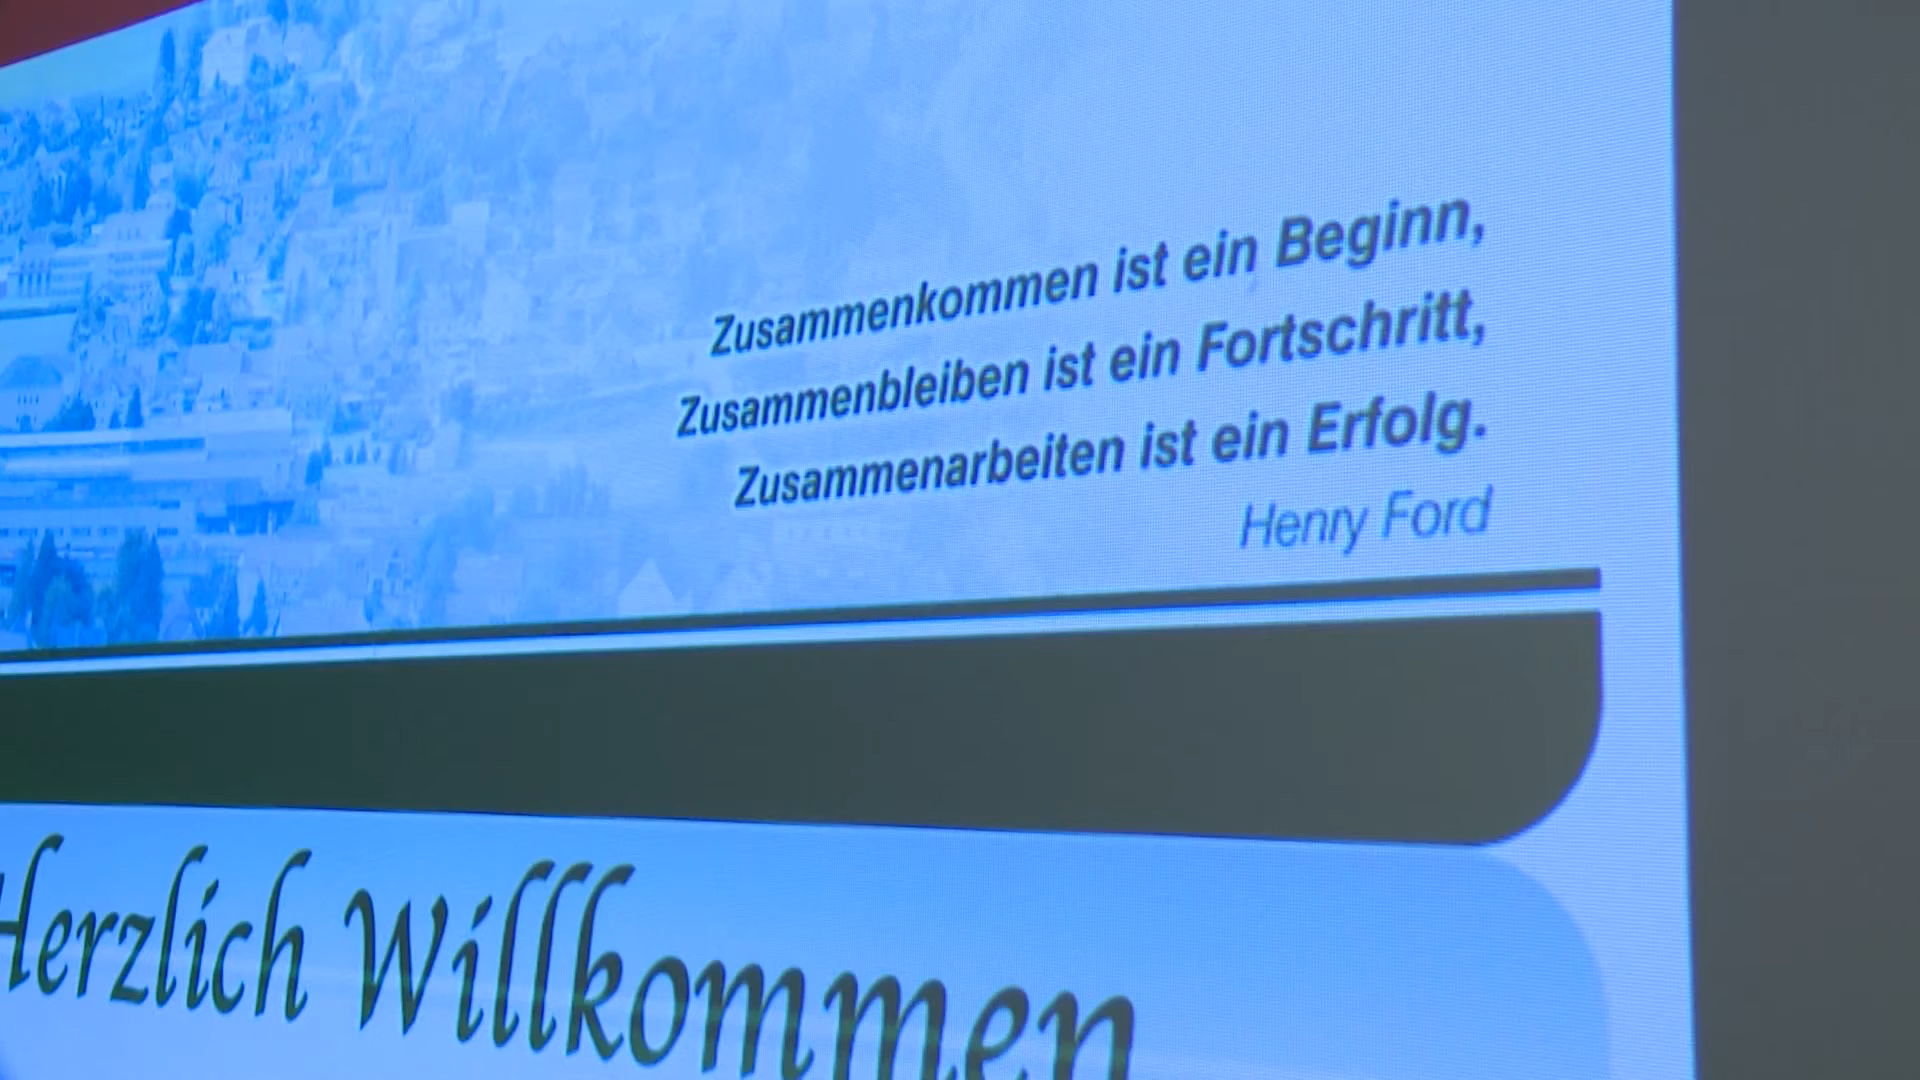 Zusammenkommen ist ein Beginn,
Zusammenbleiben ist ein Fortschritt,
Zusammenarbeiten ist ein Erfolg.
Henry Ford
Herzlich Willkommen